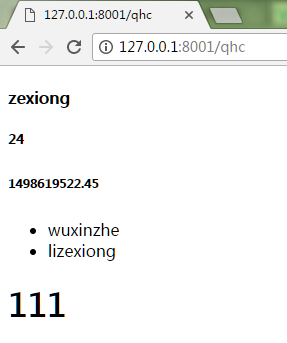 127.0.0.1:8001/qhc
127.0.0.1:8001/qhc
zexiong
24
1498619522.45
wuxinzhe
lizexiong
111